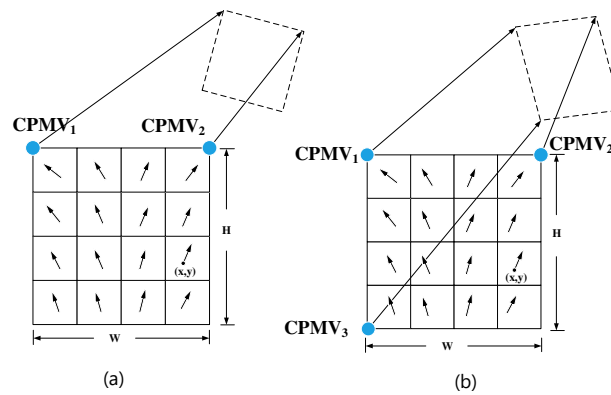 CPMV1 CPMV2
H
(x,y)
W
(a)
CPMV1 CPMV2
H
(x,y)
CPMV3
W
(b)